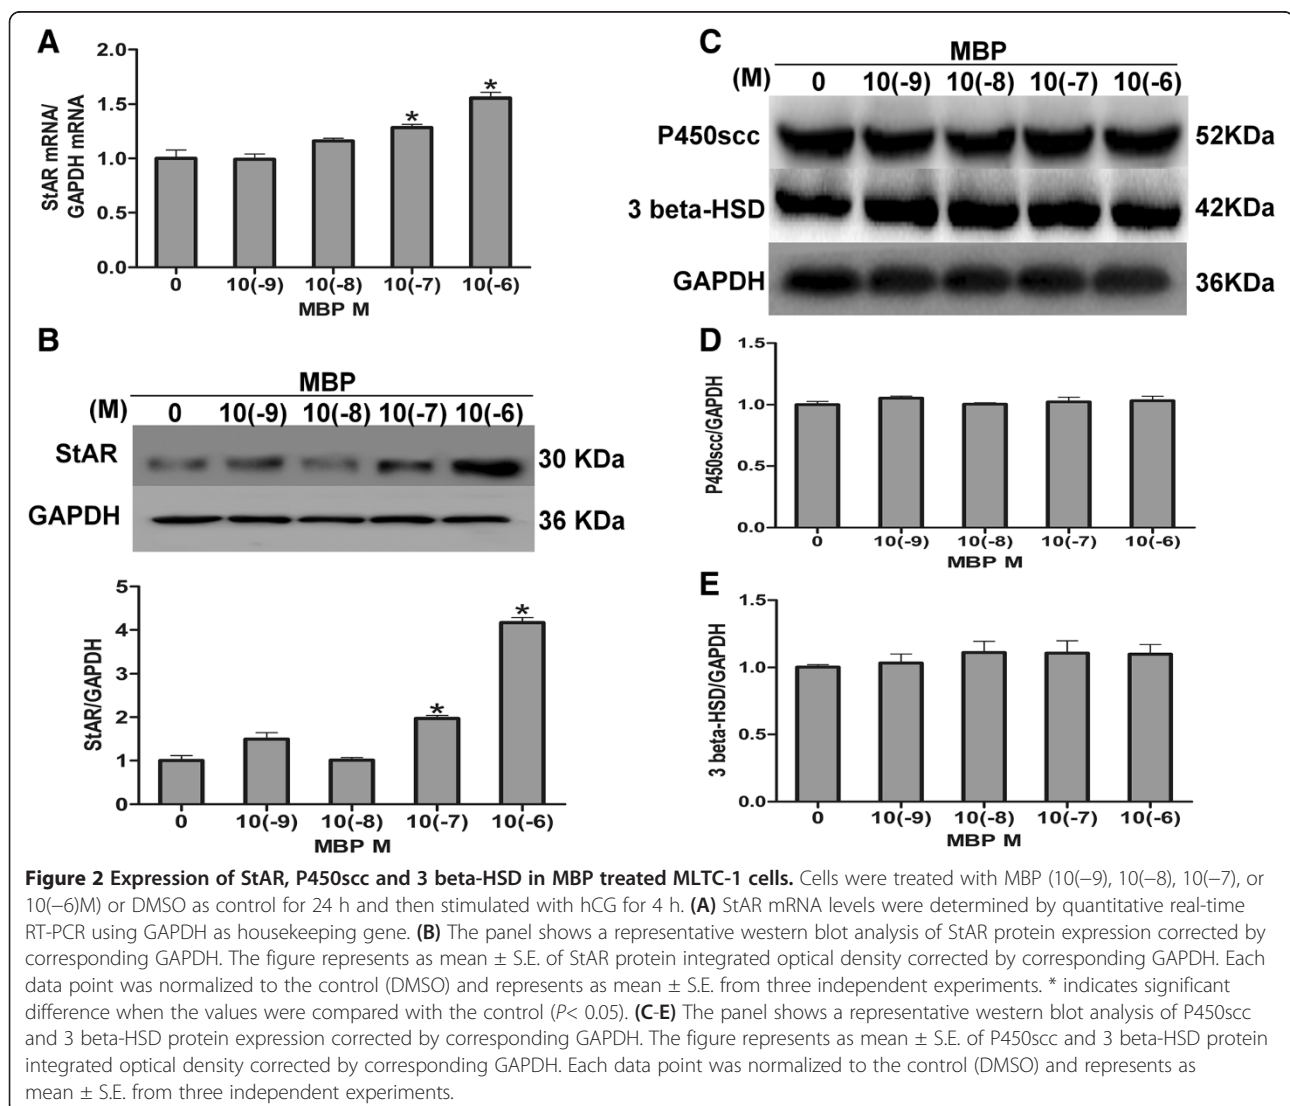 A
2.0
1.5
1.0
0.5
0.0
StAR mRNA/
GAPDH mRNA
*
*
0 10(-9) 10(-8) 10(-7) 10(-6)
MBP M
B
MBP
(M) 0 10(-9) 10(-8) 10(-7) 10(-6)
StAR 30 KDa
GAPDH 36 KDa
5
4
3
2
1
0
StAR/GAPDH
*
*
0 10(-9) 10(-8) 10(-7) 10(-6)
MBP M
C
MBP
(M) 0 10(-9) 10(-8) 10(-7) 10(-6)
P450scc 52KDa
3 beta-HSD 42KDa
GAPDH 36KDa
D
1.5
1.0
0.5
0.0
P450scc/GAPDH
0 10(-9) 10(-8) 10(-7) 10(-6)
MBP M
E
1.5
1.0
0.5
0.0
3 beta-HSD/GAPDH
0 10(-9) 10(-8) 10(-7) 10(-6)
MBP M
Figure 2 Expression of StAR, P450scc and 3 beta-HSD in MBP treated MLTC-1 cells. Cells were treated with MBP (10(−9), 10(−8), 10(−7), or
10(−6)M) or DMSO as control for 24 h and then stimulated with hCG for 4 h. (A) StAR mRNA levels were determined by quantitative real-time
RT-PCR using GAPDH as housekeeping gene. (B) The panel shows a representative western blot analysis of StAR protein expression corrected by
corresponding GAPDH. The figure represents as mean ± S.E. of StAR protein integrated optical density corrected by corresponding GAPDH. Each
data point was normalized to the control (DMSO) and represents as mean ± S.E. from three independent experiments. * indicates significant
difference when the values were compared with the control (P< 0.05). (C-E) The panel shows a representative western blot analysis of P450scc
and 3 beta-HSD protein expression corrected by corresponding GAPDH. The figure represents as mean ± S.E. of P450scc and 3 beta-HSD protein
integrated optical density corrected by corresponding GAPDH. Each data point was normalized to the control (DMSO) and represents as
mean ± S.E. from three independent experiments.